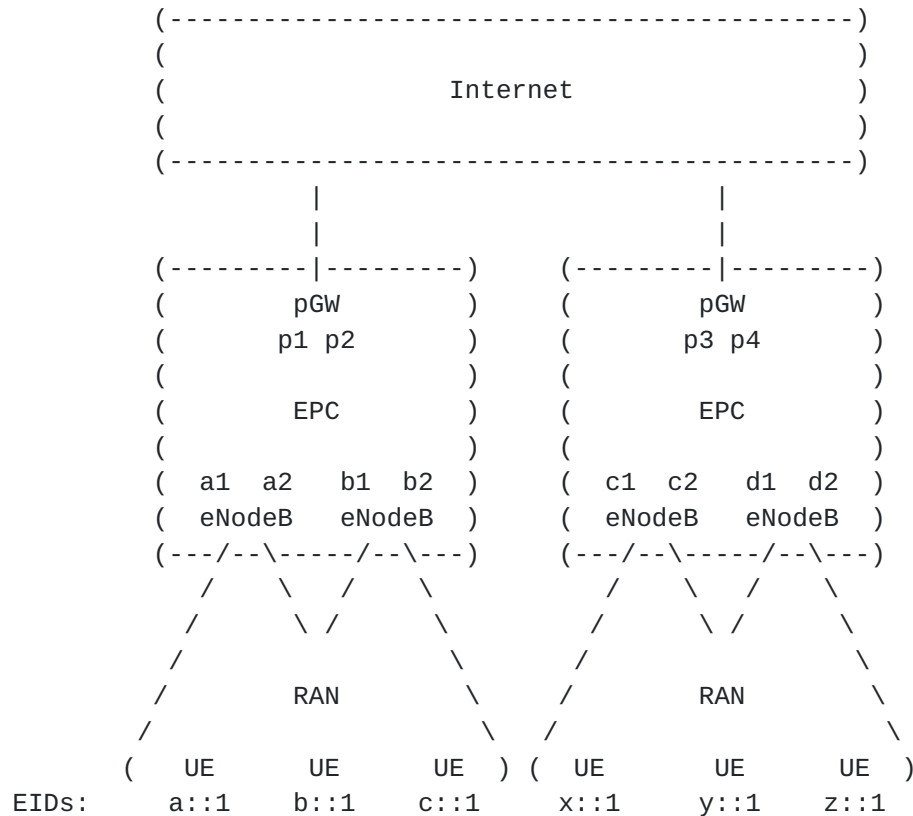 (--------------------------------------------)
(                                            )
(                  Internet                  )
(                                            )
(--------------------------------------------)
          |                         |
          |                         |
(---------|---------)     (---------|---------)
(        pGW        )     (        pGW        )
(       p1 p2       )     (       p3 p4       )
(                   )     (                   )
(        EPC        )     (        EPC        )
(                   )     (                   )
(  a1  a2   b1  b2  )     (  c1  c2   d1  d2  )
(  eNodeB   eNodeB  )     (  eNodeB   eNodeB  )
(---/--\-----/--\---)     (---/--\-----/--\---)
   /    \   /    \           /    \   /    \
  /      \ /      \         /      \ /      \
 /                 \       /                 \
/        RAN        \     /        RAN        \
/                     \   /                     \
(   UE      UE      UE  ) (  UE       UE      UE  )
EIDs:     a::1    b::1    c::1     x::1     y::1    z::1